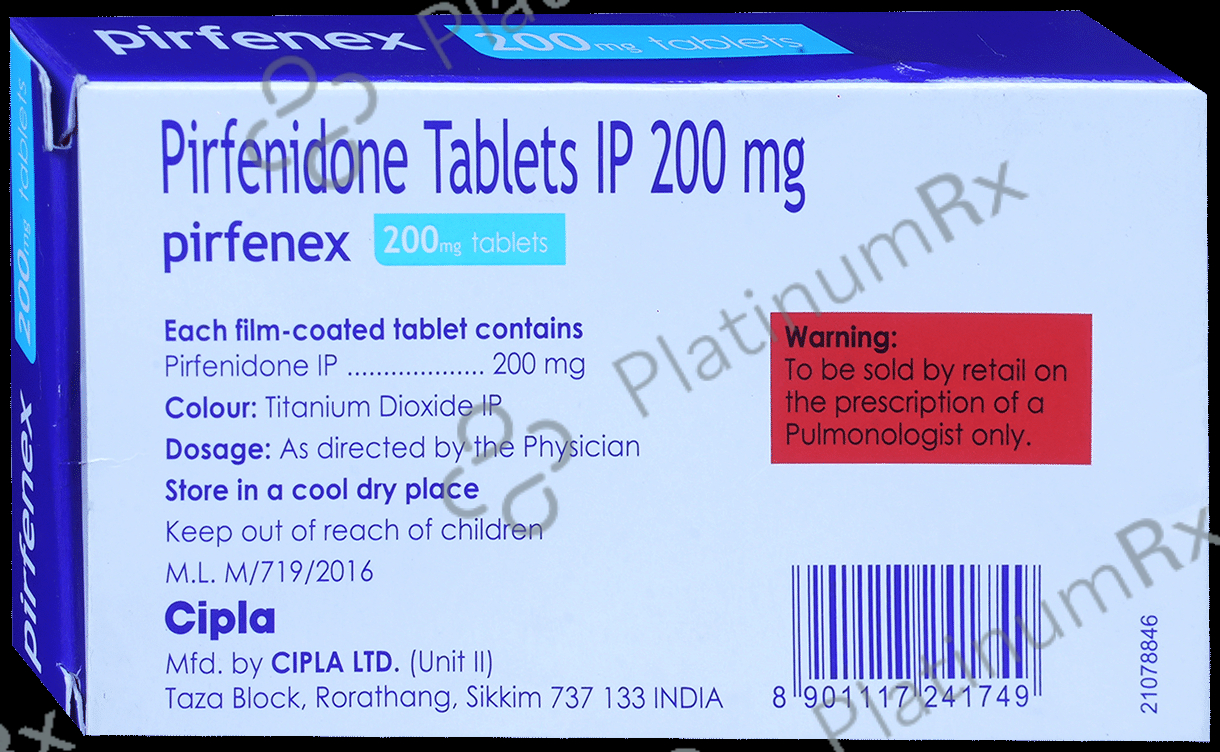 pirfenex 200mg tablets
Pirfenidone Tablets IP 200 mg
pirfenex 200mg tablets
Each film-coated tablet contains
Pirfenidone IP ................... 200 mg
Colour: Titanium Dioxide IP
Dosage: As directed by the Physician
Store in a cool dry place
Keep out of reach of children
M.L. M/719/2016
Cipla
Mfd. by CIPLA LTD. (Unit II)
Taza Block, Rorathang, Sikkim 737 133 INDIA
Warning:
To be sold by retail on
the prescription of a
Pulmonologist only.
8 901117 241749
21078846
pirfenex 200mg tablets
PlatinumRx
PlatinumRx
PlatinumRx
PlatinumRx